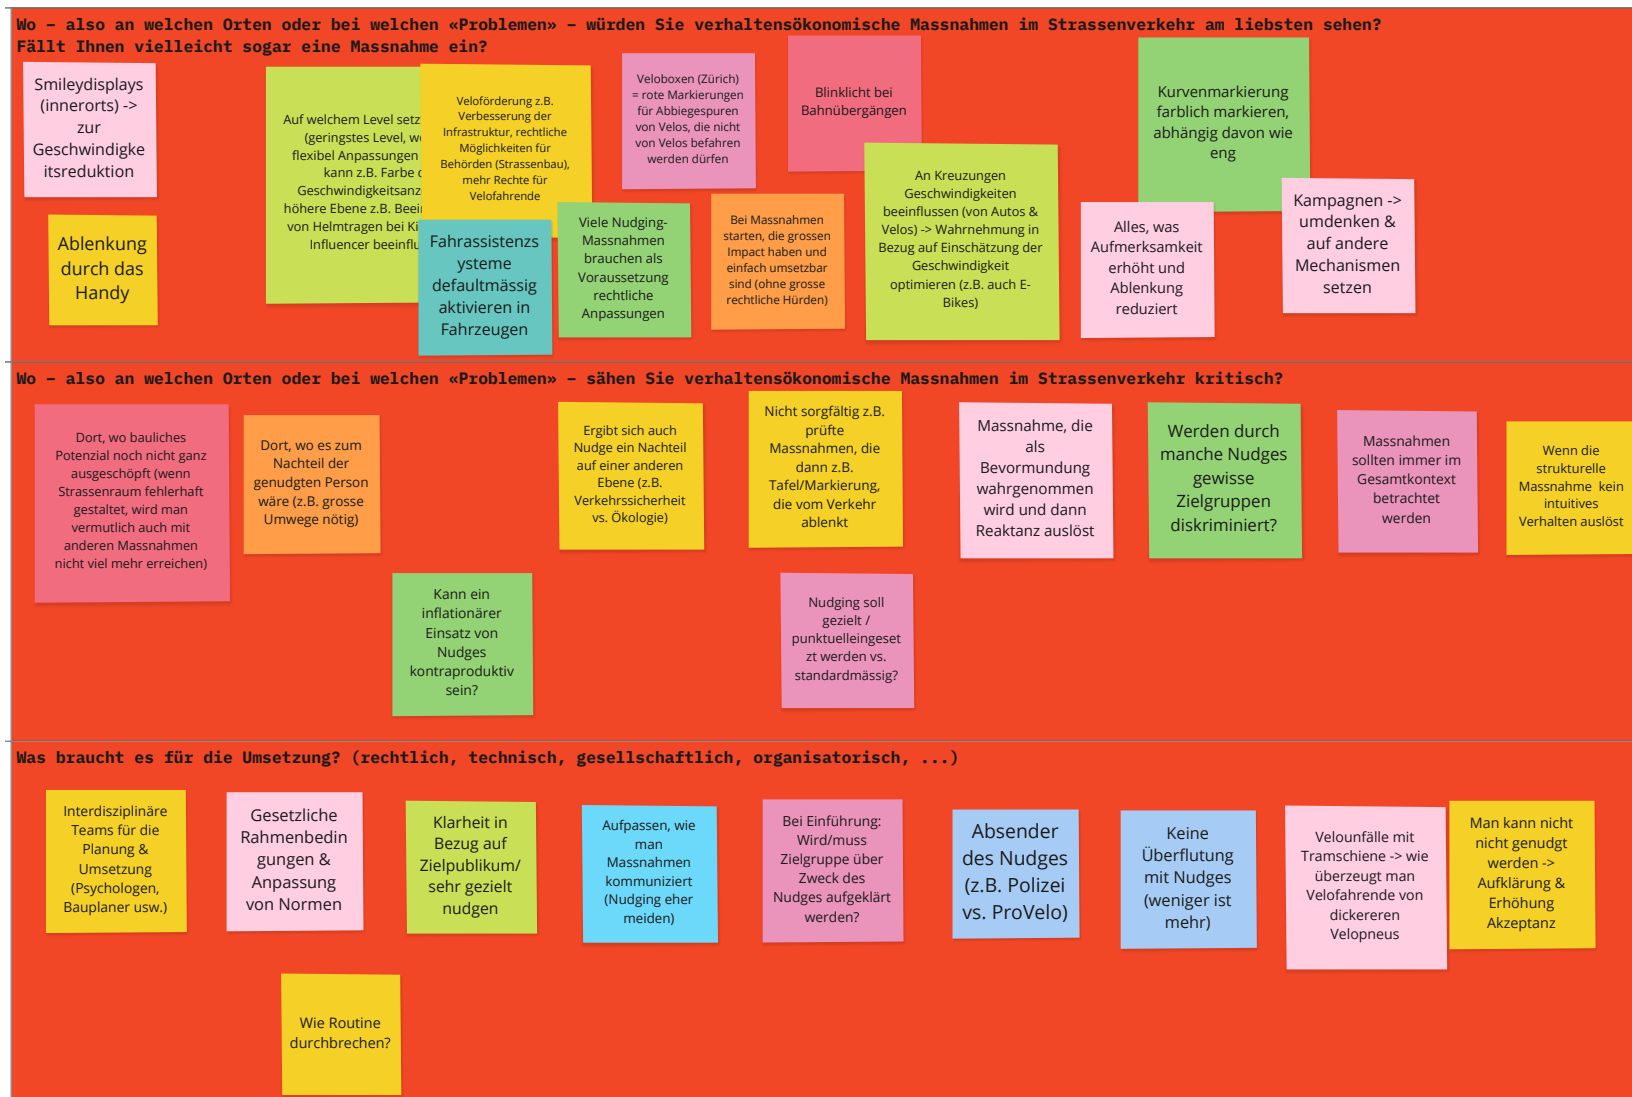 Wo – also an welchen Orten oder bei welchen «Problemen» – würden Sie verhaltensökonomische Massnahmen im Strassenverkehr am liebsten sehen?
Fällt Ihnen vielleicht sogar eine Massnahme ein?
Smileydisplays
(innerorts) ->
zur
Geschwindigke
itsreduktion
Ablenkung
durch das
Handy
Auf welchem Level setz
(geringstes Level, w
flexibel Anpassungen
kann z.B. Farbe
Geschwindigkeitsanz
höhere Ebene z.B. Beei
von Helmtragen bei Ki
Influencer beeinflu
Veloförderung z.B.
Verbesserung der
Infrastruktur, rechtliche
Möglichkeiten für
Behörden (Strassenbau),
mehr Rechte für
Velofahrende
Fahrassistenzs
ysteme
defaultmässig
aktivieren in
Fahrzeugen
Veloboxen (Zürich)
= rote Markierungen
für Abbiegespuren
von Velos, die nicht
von Velos befahren
werden dürfen
Viele Nudging-
Massnahmen
brauchen als
Voraussetzung
rechtliche
Anpassungen
Bei Massnahmen
starten, die grossen
Impact haben und
einfach umsetzbar
sind (ohne grosse
rechtliche Hürden)
Blinklicht bei
Bahnübergängen
An Kreuzungen
Geschwindigkeiten
beeinflussen (von Autos &
Velos) -> Wahrnehmung in
Bezug auf Einschätzung der
Geschwindigkeit
optimieren (z.B. auch E-
Bikes)
Kurvenmarkierung
farblich markieren,
abhängig davon wie
eng
Alles, was
Aufmerksamkeit
erhöht und
Ablenkung
reduziert
Kampagnen ->
umdenken &
auf andere
Mechanismen
setzen
Wo – also an welchen Orten oder bei welchen «Problemen» – sähen Sie verhaltensökonomische Massnahmen im Strassenverkehr kritisch?
Dort, wo bauliches
Potenzial noch nicht ganz
ausgeschöpft (wenn
Strassenraum fehlerhaft
gestaltet, wird man
vermutlich auch mit
anderen Massnahmen
nicht viel mehr erreichen)
Dort, wo es zum
Nachteil der
genudgten Person
wäre (z.B. grosse
Umwege nötig)
Kann ein
inflationärer
Einsatz von
Nudges
kontraproduktiv
sein?
Ergibt sich auch
Nudge ein Nachteil
auf einer anderen
Ebene (z.B.
Verkehrssicherheit
vs. Ökologie)
Nicht sorgfältig z.B.
prüfte
Massnahmen, die
dann z.B.
Tafel/Markierung,
die vom Verkehr
ablenkt
Nudging soll
gezielt /
punktuelleingeset
zt werden vs.
standardmässig?
Massnahme, die
als
Bevormundung
wahrgenommen
wird und dann
Reaktanz auslöst
Werden durch
manche Nudges
gewisse
Zielgruppen
diskriminiert?
Massnahmen
sollten immer im
Gesamtkontext
betrachtet
werden
Wenn die
strukturelle
Massnahme kein
intuitives
Verhalten auslöst
Was braucht es für die Umsetzung? (rechtlich, technisch, gesellschaftlich, organisatorisch, ...)
Interdisziplinäre
Teams für die
Planung &
Umsetzung
(Psychologen,
Bauplaner usw.)
Gesetzliche
Rahmenbedin
gungen &
Anpassung
von Normen
Klarheit in
Bezug auf
Zielpublikum/
sehr gezielt
nudgen
Aufpassen, wie
man
Massnahmen
kommuniziert
(Nudging eher
meiden)
Bei Einführung:
Wird/muss
Zielgruppe über
Zweck des
Nudges aufgeklärt
werden?
Absender
des Nudges
(z.B. Polizei
vs. ProVelo)
Keine
Überflutung
mit Nudges
(weniger ist
mehr)
Velounfälle mit
Tramschiene -> wie
überzeugt man
Velofahrende von
dickereren
Velopneus
Man kann nicht
nicht genudgt
werden ->
Aufklärung &
Erhöhung
Akzeptanz
Wie Routine
durchbrechen?